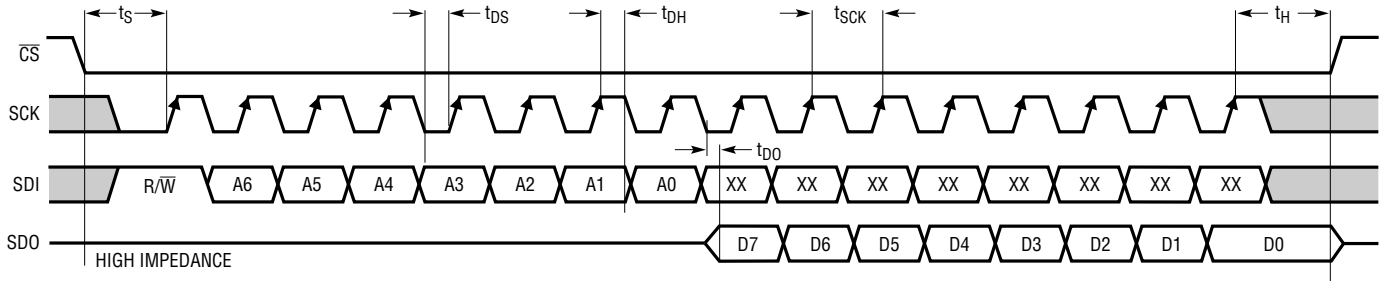 tS tDS tDH tSCK tH
CS
SCK
tDO
SDI R/W A6 A5 A4 A3 A2 A1 A0 XX XX XX XX XX XX XX XX
SDO D7 D6 D5 D4 D3 D2 D1 D0
HIGH IMPEDANCE